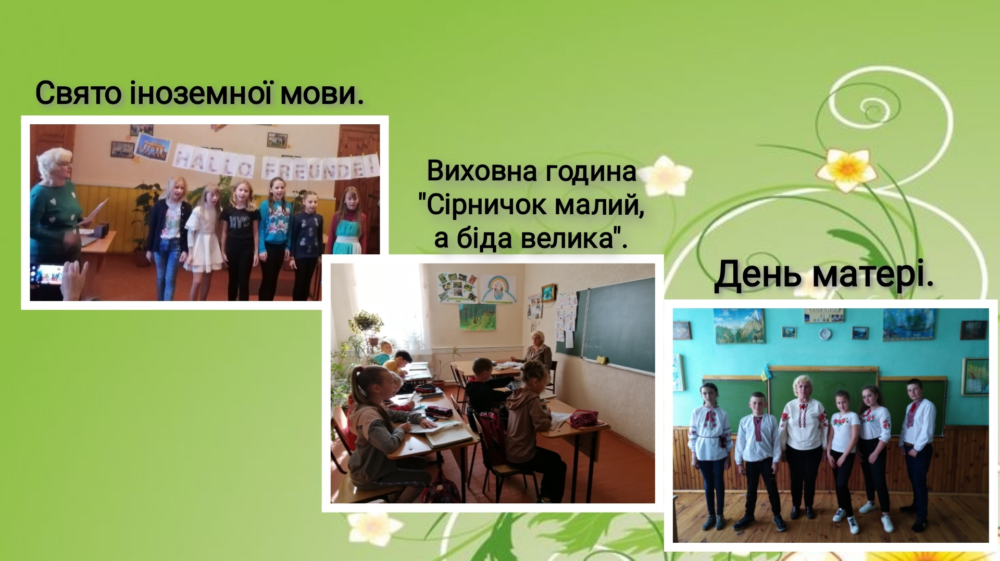 Свято іноземної мови.
HALLO, FREUNDE!
Виховна година
"Сірничок малий,
а біда велика".
День матері.